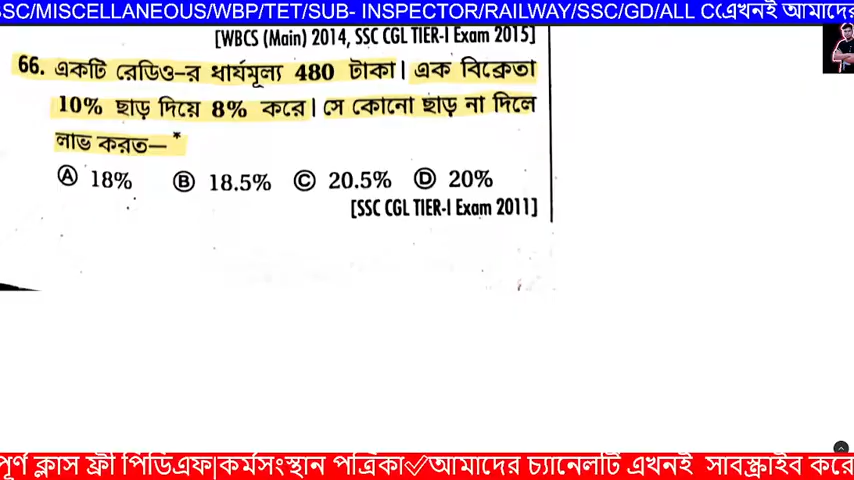 SSC/MISCELLANEOUS/WBP/TET/SUB- INSPECTOR/RAILWAY/SSC/GD/ALL COএখনই আমাদের
[WBCS (Main) 2014, SSC CGL TIER-I Exam 2015]
66. একটি রেডিও-র ধার্যমূল্য 480 টাকা। এক বিক্রেতা
10% ছাড় দিয়ে 8% করে। সে কোনো ছাড় না দিলে
লাভ করত—*
Ⓐ 18% Ⓑ 18.5% Ⓒ 20.5% Ⓓ 20%
[SSC CGL TIER-I Exam 2011]
পূর্ণ ক্লাস ফ্রী পিডিএফ|কর্মসংস্থান পত্রিকা✓আমাদের চ্যানেলটি এখনই সাবস্ক্রাইব করে